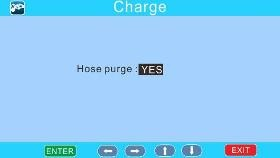 Charge
Hose purge : YES
ENTER
EXIT